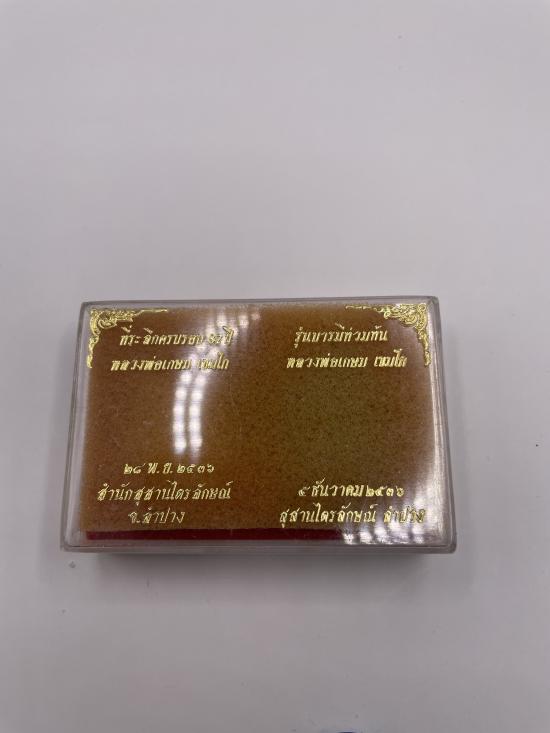 ที่ระลึกครบรอบ ปี
หลวงพ่อเกษม เขมโก
๒๘ พ.ย. ๒๕๓๖
สำนักสุสานไตรลักษณ์
จ.ลำปาง
รุ่นบารมีท่วมท้น
หลวงพ่อเกษม เขมโก
๕ ธันวาคม ๒๕๓๖
สุสานไตรลักษณ์ ลำปาง